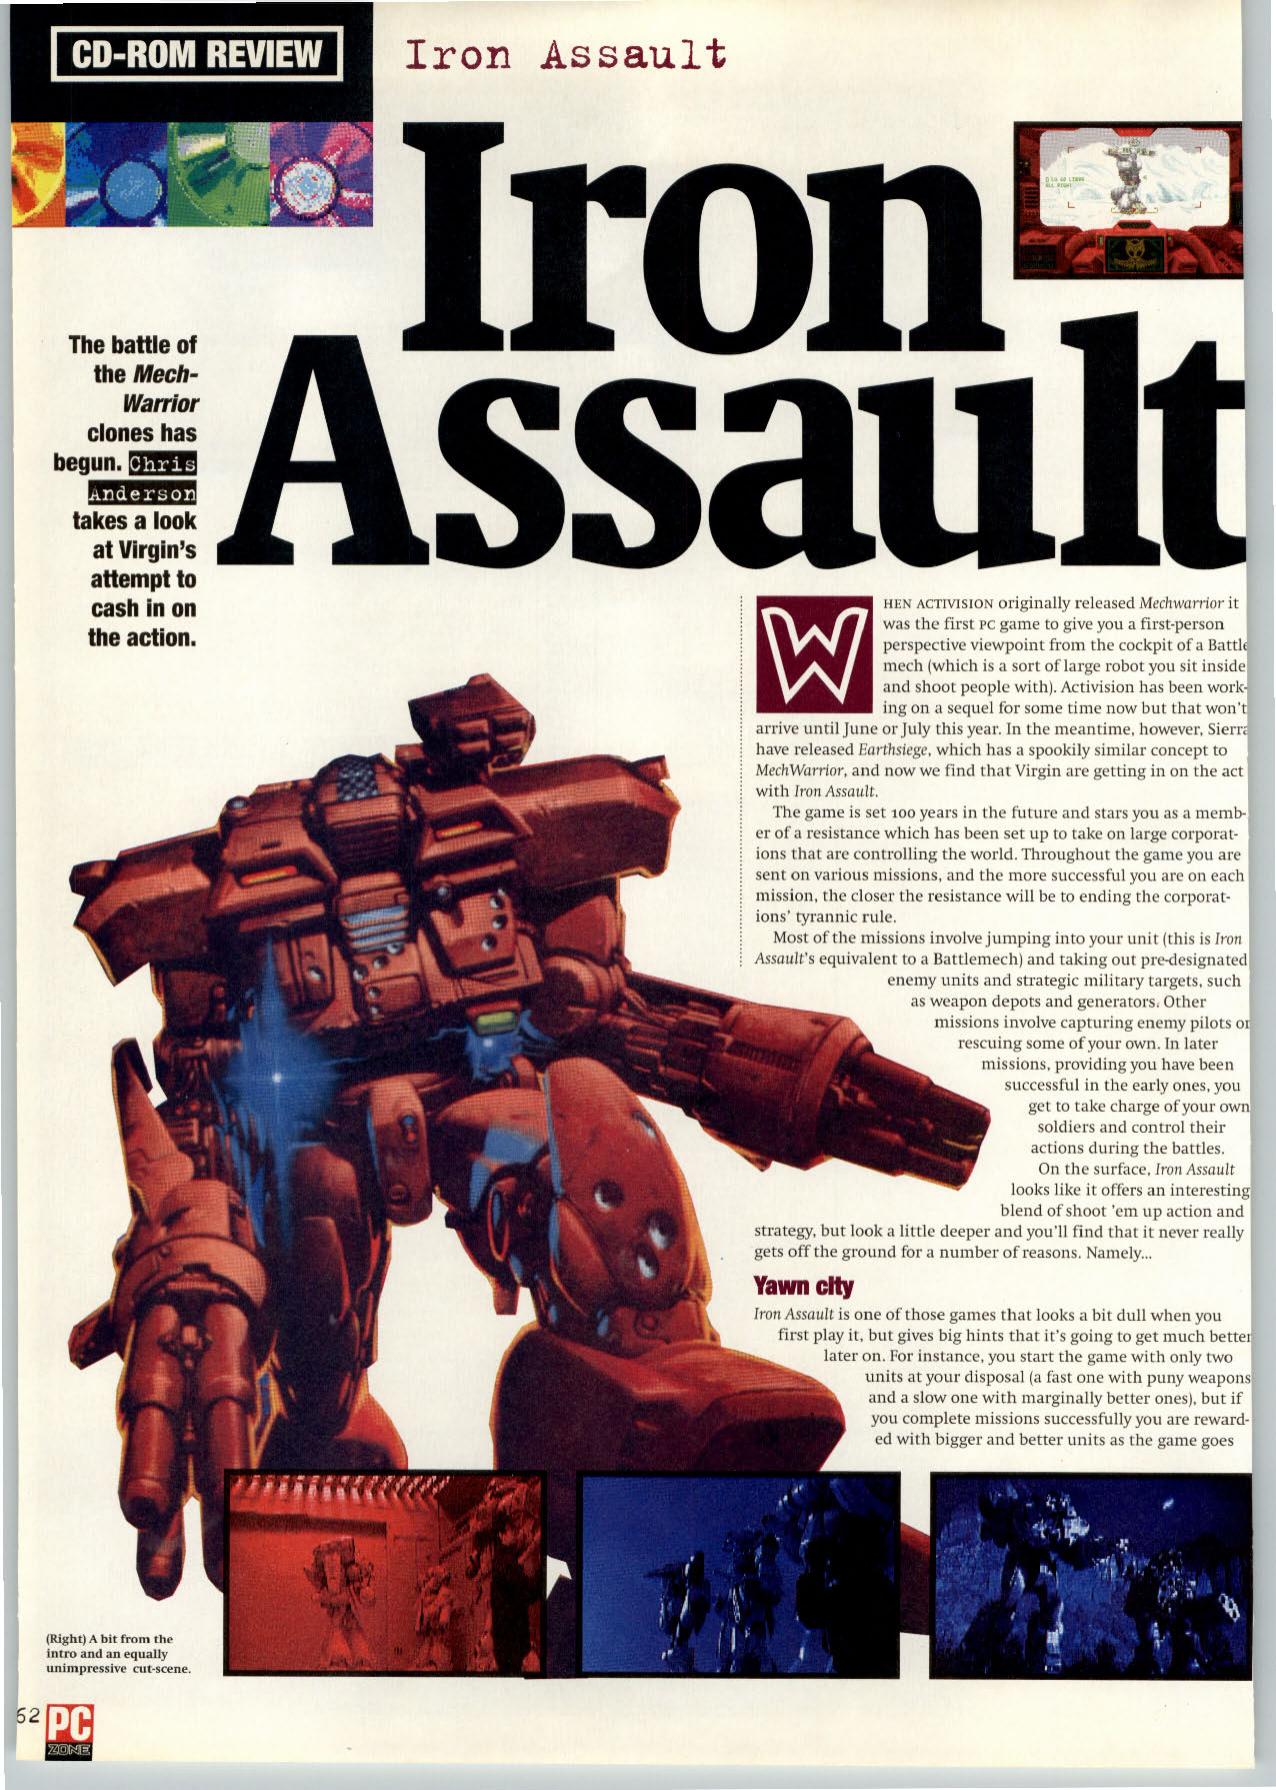 CD-ROM REVIEW
Iron Assault
Iron
Assault
The battle of
the Mech-
Warrior
clones has
begun. Chris
Anderson
takes a look
at Virgin's
attempt to
cash in on
the action.
WHEN ACTIVISION originally released Mechwarrior it
was the first PC game to give you a first-person
perspective viewpoint from the cockpit of a Battle
mech (which is a sort of large robot you sit inside
and shoot people with). Activision has been work-
ing on a sequel for some time now but that won't
arrive until June or July this year. In the meantime, however, Sierra
have released Earthsiege, which has a spookily similar concept to
MechWarrior, and now we find that Virgin are getting in on the act
with Iron Assault.
The game is set 100 years in the future and stars you as a memb-
er of a resistance which has been set up to take on large corporat-
ions that are controlling the world. Throughout the game you are
sent on various missions, and the more successful you are on each
mission, the closer the resistance will be to ending the corporat-
ions' tyrannic rule.
Most of the missions involve jumping into your unit (this is Iron
Assault's equivalent to a Battlemech) and taking out pre-designated
enemy units and strategic military targets, such
as weapon depots and generators. Other
missions involve capturing enemy pilots or
rescuing some of your own. In later
missions, providing you have been
successful in the early ones, you
get to take charge of your own
soldiers and control their
actions during the battles.
On the surface, Iron Assault
looks like it offers an interesting
blend of shoot 'em up action and
strategy, but look a little deeper and you'll find that it never really
gets off the ground for a number of reasons. Namely...
Yawn city
Iron Assault is one of those games that looks a bit dull when you
first play it, but gives big hints that it's going to get much better
later on. For instance, you start the game with only two
units at your disposal (a fast one with puny weapons
and a slow one with marginally better ones), but if
you complete missions successfully you are reward-
ed with bigger and better units as the game goes
(Right) A bit from the
intro and an equally
unimpressive cut-scene.
62 PC
ZONE